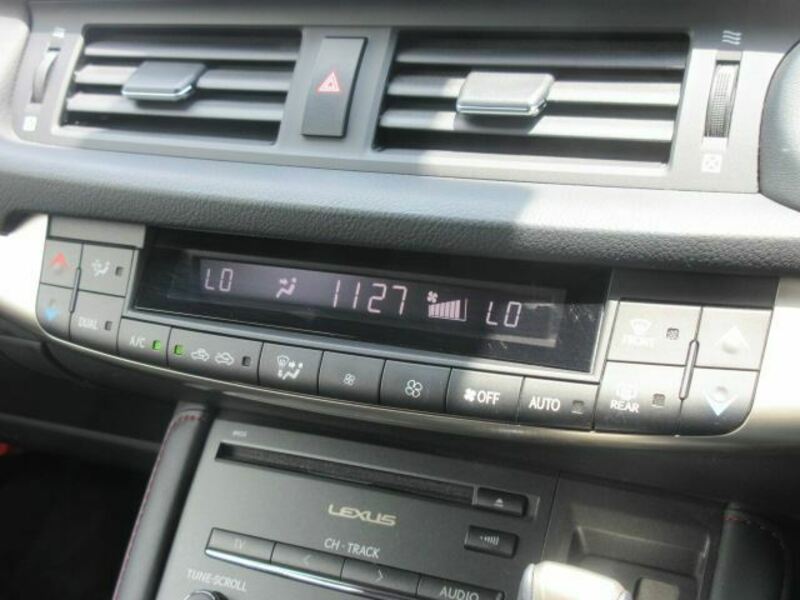 LO 1127 LO
FRONT
DUAL
A/C
OFF
AUTO
REAR
LEXUS
CH · TRACK
TV
TUNE·SCROLL
AUDIO